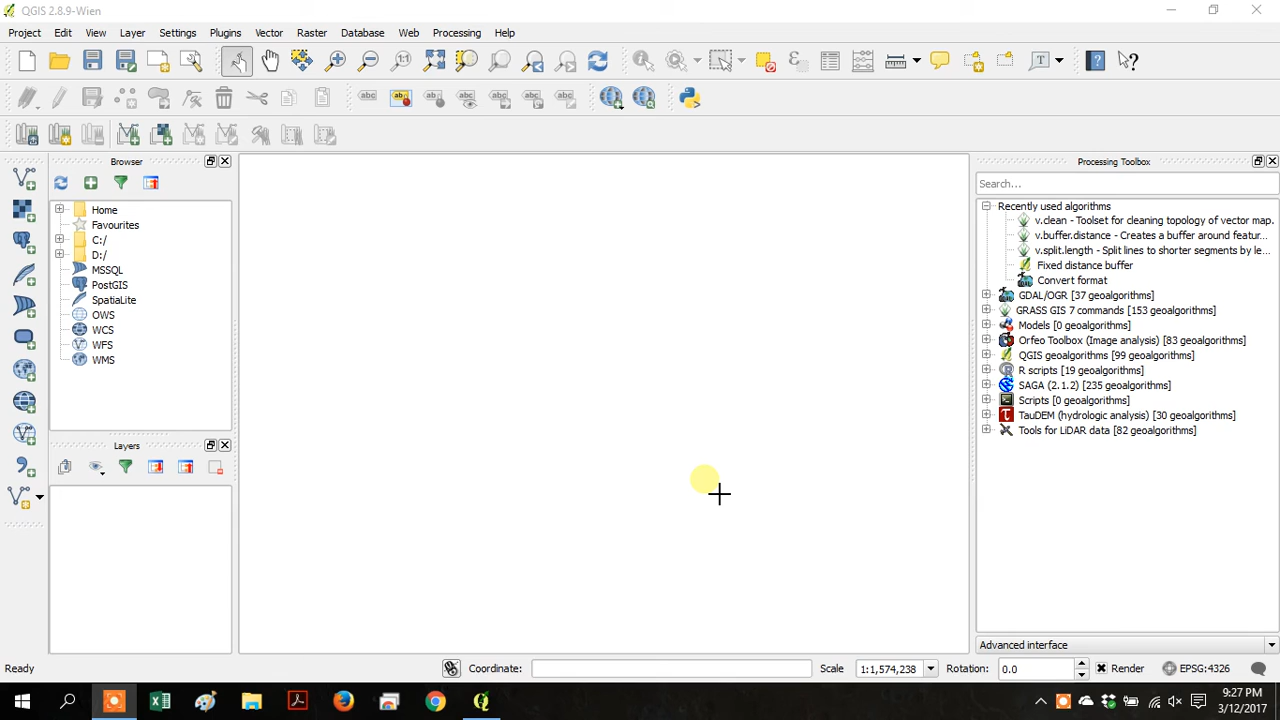 QGIS 2.8.9-Wien
Project Edit View Layer Settings Plugins Vector Raster Database Web Processing Help
Browser
Home
Favourites
C:/
D:/
MSSQL
PostGIS
SpatiaLite
OWS
WCS
WFS
WMS
Layers
Processing Toolbox
Search...
Recently used algorithms
v.clean - Toolset for cleaning topology of vector map.
v.buffer.distance - Creates a buffer around featur...
v.split.length - Split lines to shorter segments by le...
Fixed distance buffer
Convert format
GDAL/OGR [37 geoalgorithms]
GRASS GIS 7 commands [153 geoalgorithms]
Models [0 geoalgorithms]
Orfeo Toolbox (Image analysis) [83 geoalgorithms]
QGIS geoalgorithms [99 geoalgorithms]
R scripts [19 geoalgorithms]
SAGA (2.1.2) [235 geoalgorithms]
Scripts [0 geoalgorithms]
TauDEM (hydrologic analysis) [30 geoalgorithms]
Tools for LiDAR data [82 geoalgorithms]
Advanced interface
Ready Coordinate: Scale 1:1,574,238 Rotation: 0.0 Render EPSG:4326
9:27 PM
3/12/2017